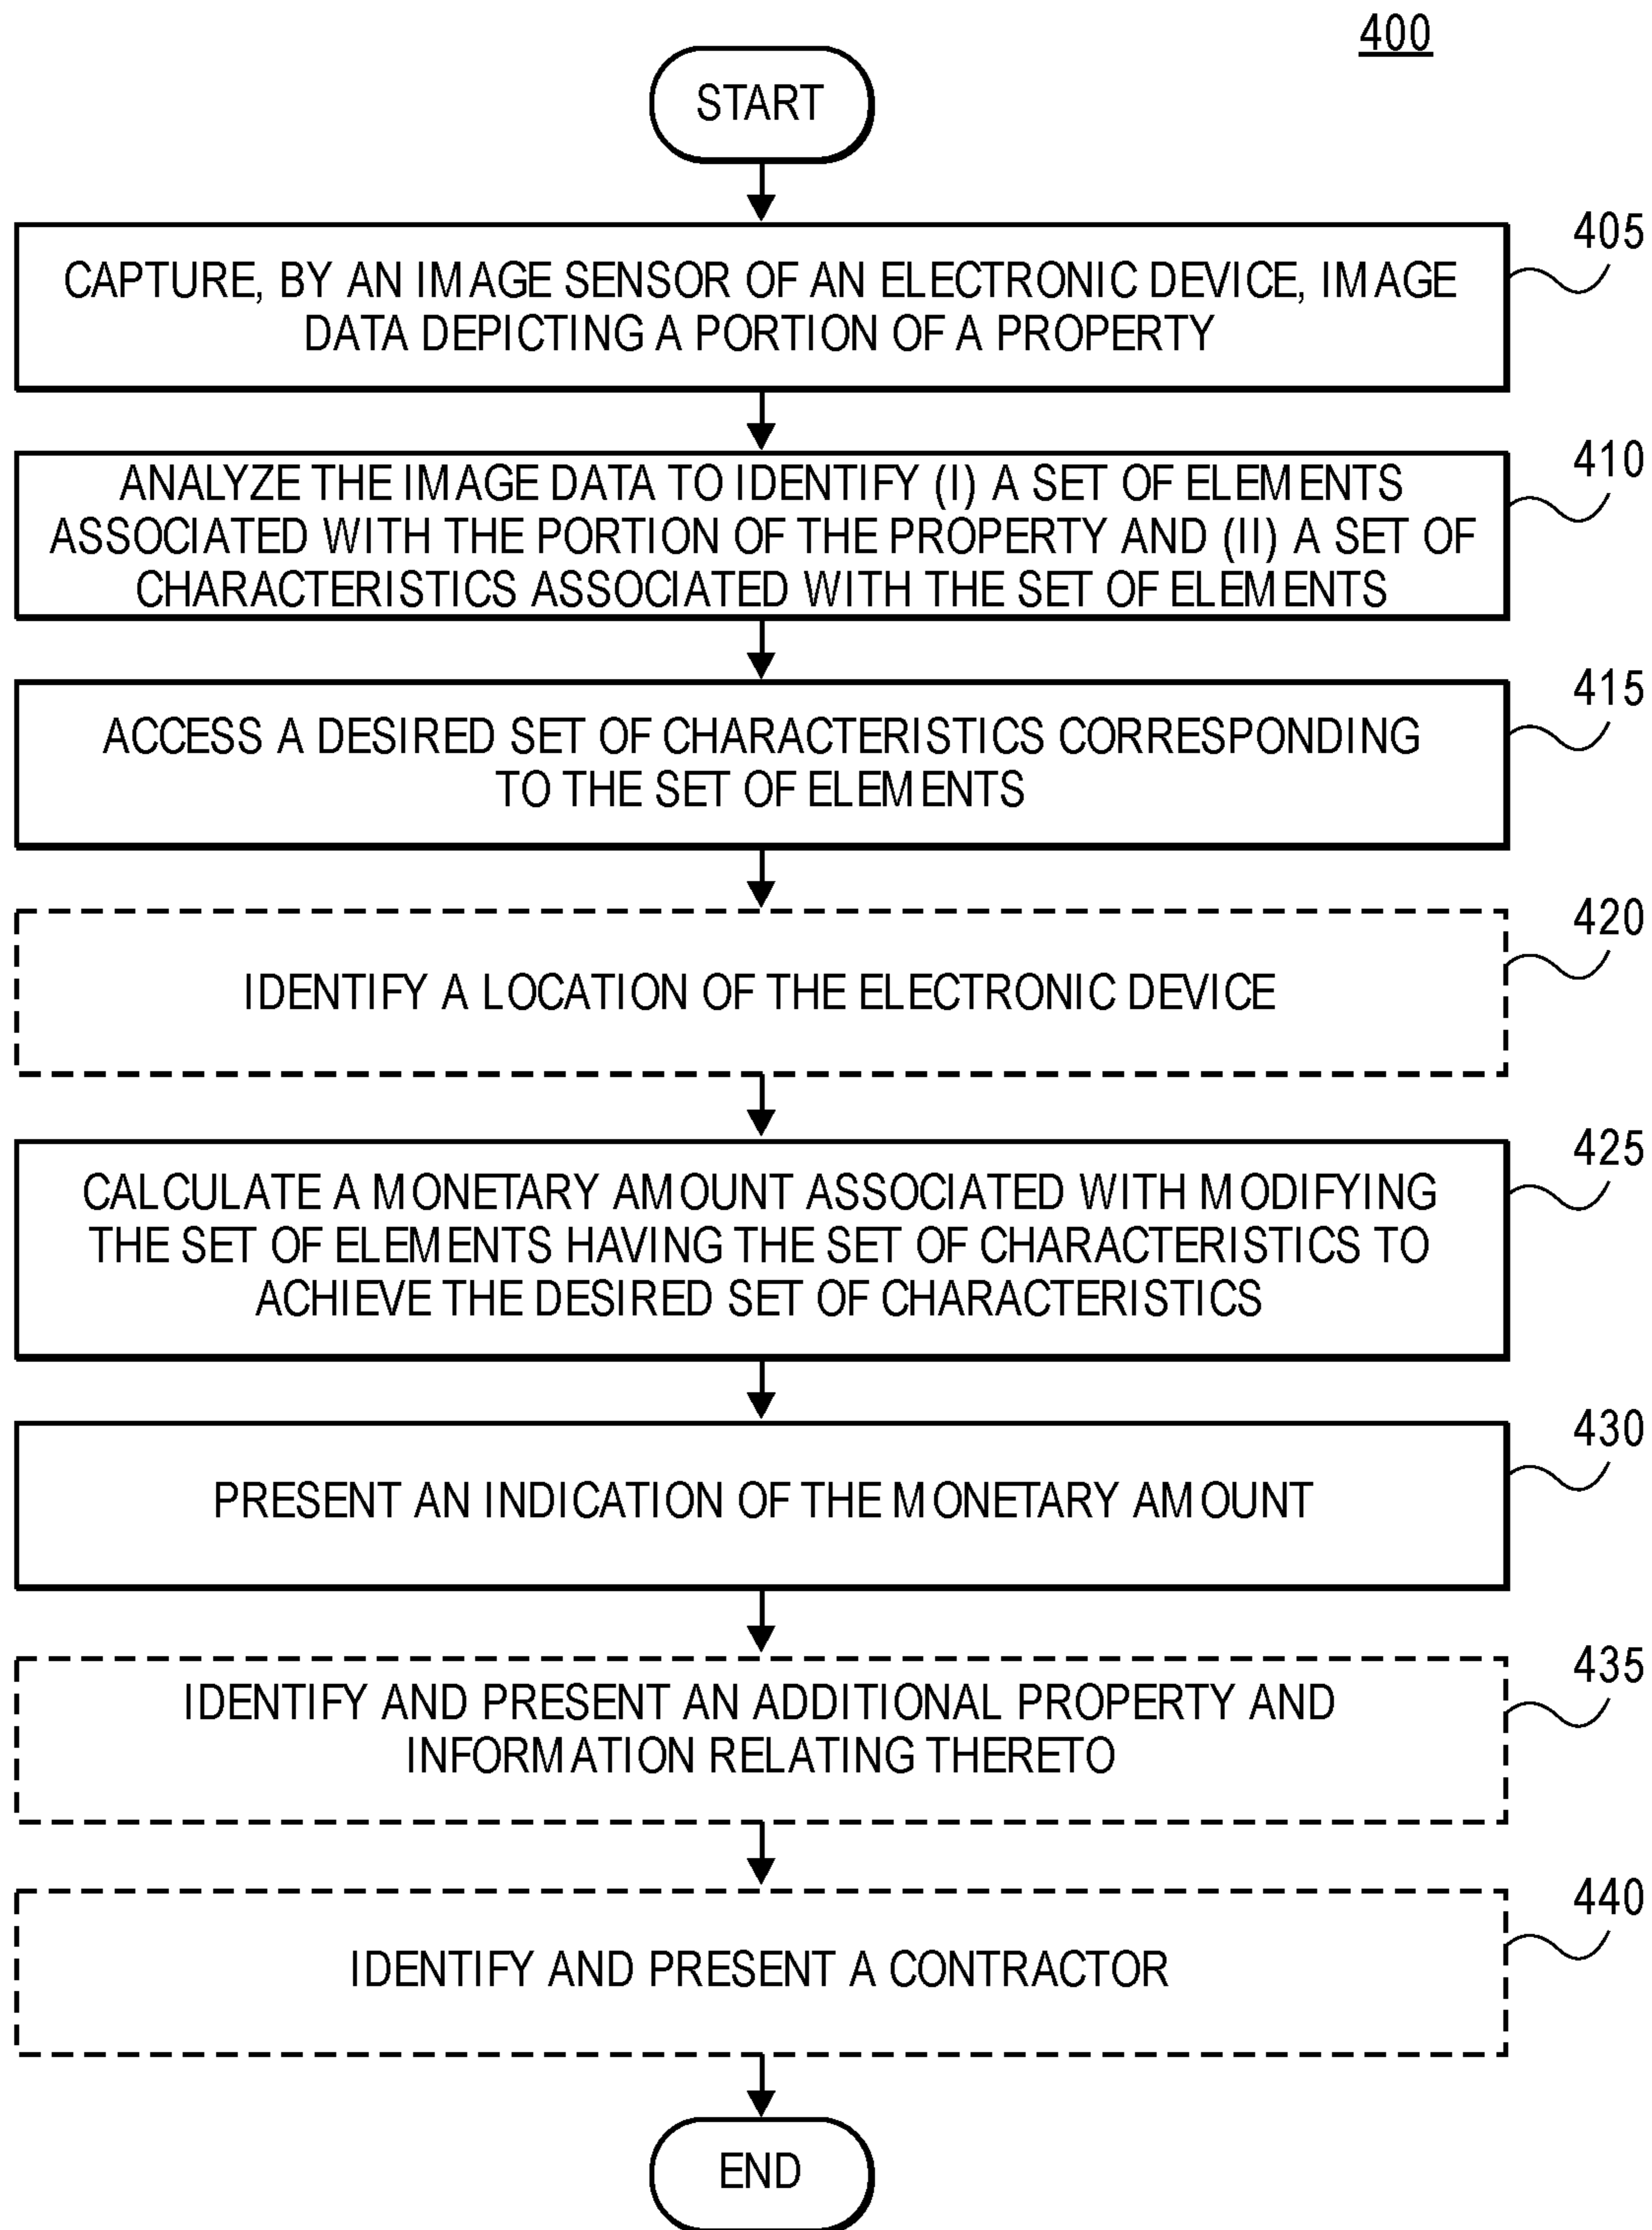 400
START
CAPTURE, BY AN IMAGE SENSOR OF AN ELECTRONIC DEVICE, IMAGE
DATA DEPICTING A PORTION OF A PROPERTY
405
ANALYZE THE IMAGE DATA TO IDENTIFY (I) A SET OF ELEMENTS
ASSOCIATED WITH THE PORTION OF THE PROPERTY AND (II) A SET OF
CHARACTERISTICS ASSOCIATED WITH THE SET OF ELEMENTS
410
ACCESS A DESIRED SET OF CHARACTERISTICS CORRESPONDING
TO THE SET OF ELEMENTS
415
IDENTIFY A LOCATION OF THE ELECTRONIC DEVICE
420
CALCULATE A MONETARY AMOUNT ASSOCIATED WITH MODIFYING
THE SET OF ELEMENTS HAVING THE SET OF CHARACTERISTICS TO
ACHIEVE THE DESIRED SET OF CHARACTERISTICS
425
PRESENT AN INDICATION OF THE MONETARY AMOUNT
430
IDENTIFY AND PRESENT AN ADDITIONAL PROPERTY AND
INFORMATION RELATING THERETO
435
IDENTIFY AND PRESENT A CONTRACTOR
440
END